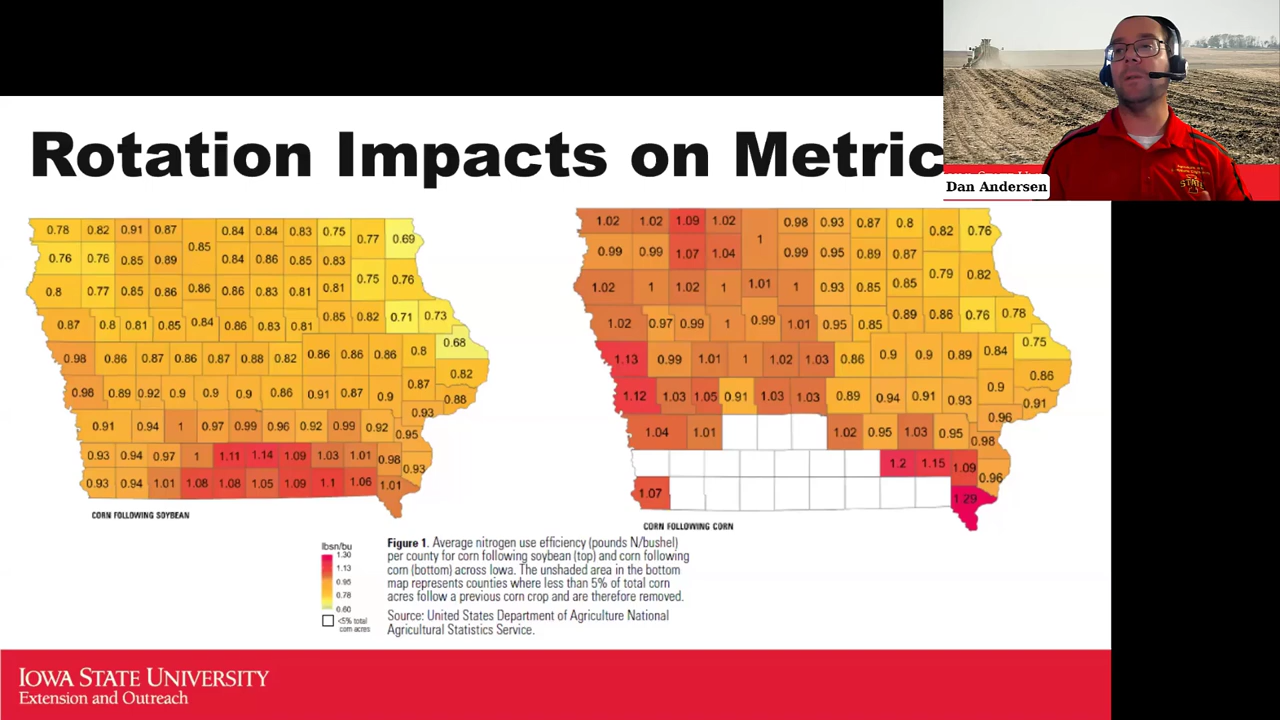 Rotation Impacts on Metric
Dan Andersen
STATE
0.78 0.82 0.91 0.87 0.84 0.84 0.83 0.75 0.77 0.69
0.85
0.76 0.76 0.85 0.89 0.84 0.86 0.85 0.83
0.75 0.76
0.8 0.77 0.85 0.86 0.86 0.86 0.83 0.81 0.81
0.87 0.8 0.81 0.85 0.84 0.86 0.83 0.81 0.85 0.82 0.71 0.73
0.68
0.98 0.86 0.87 0.86 0.87 0.88 0.82 0.86 0.86 0.86 0.8
0.82
0.98 0.89 0.92 0.9 0.9 0.9 0.86 0.91 0.87 0.9 0.87 0.88
0.93
0.91 0.94 1 0.97 0.99 0.96 0.92 0.99 0.92 0.95
0.93 0.94 0.97 1 1.11 1.14 1.09 1.03 1.01 0.98 0.93
0.93 0.94 1.01 1.08 1.08 1.05 1.09 1.1 1.06 1.01
CORN FOLLOWING SOYBEAN
1.02 1.02 1.09 1.02 0.98 0.93 0.87 0.8 0.82 0.76
1
0.99 0.99 1.07 1.04 0.99 0.95 0.89 0.87
0.79 0.82
1.02 1 1.02 1 1.01 1 0.93 0.85 0.85
1.02 0.97 0.99 1 0.99 1.01 0.95 0.85 0.89 0.86 0.76 0.78
0.75
1.13 0.99 1.01 1 1.02 1.03 0.86 0.9 0.9 0.89 0.84
0.86
1.12 1.03 1.05 0.91 1.03 1.03 0.89 0.94 0.91 0.93 0.9 0.91
0.96
1.04 1.01 1.02 0.95 1.03 0.95 0.98
1.2 1.15 1.09 0.96
1.07 1.29
CORN FOLLOWING CORN
lbsn/bu
1.30
1.13
0.95
0.78
0.60
<5% total
corn acres
Figure 1. Average nitrogen use efficiency (pounds N/bushel)
per county for corn following soybean (top) and corn following
corn (bottom) across Iowa. The unshaded area in the bottom
map represents counties where less than 5% of total corn
acres follow a previous corn crop and are therefore removed.
Source: United States Department of Agriculture National
Agricultural Statistics Service.
IOWA STATE UNIVERSITY
Extension and Outreach